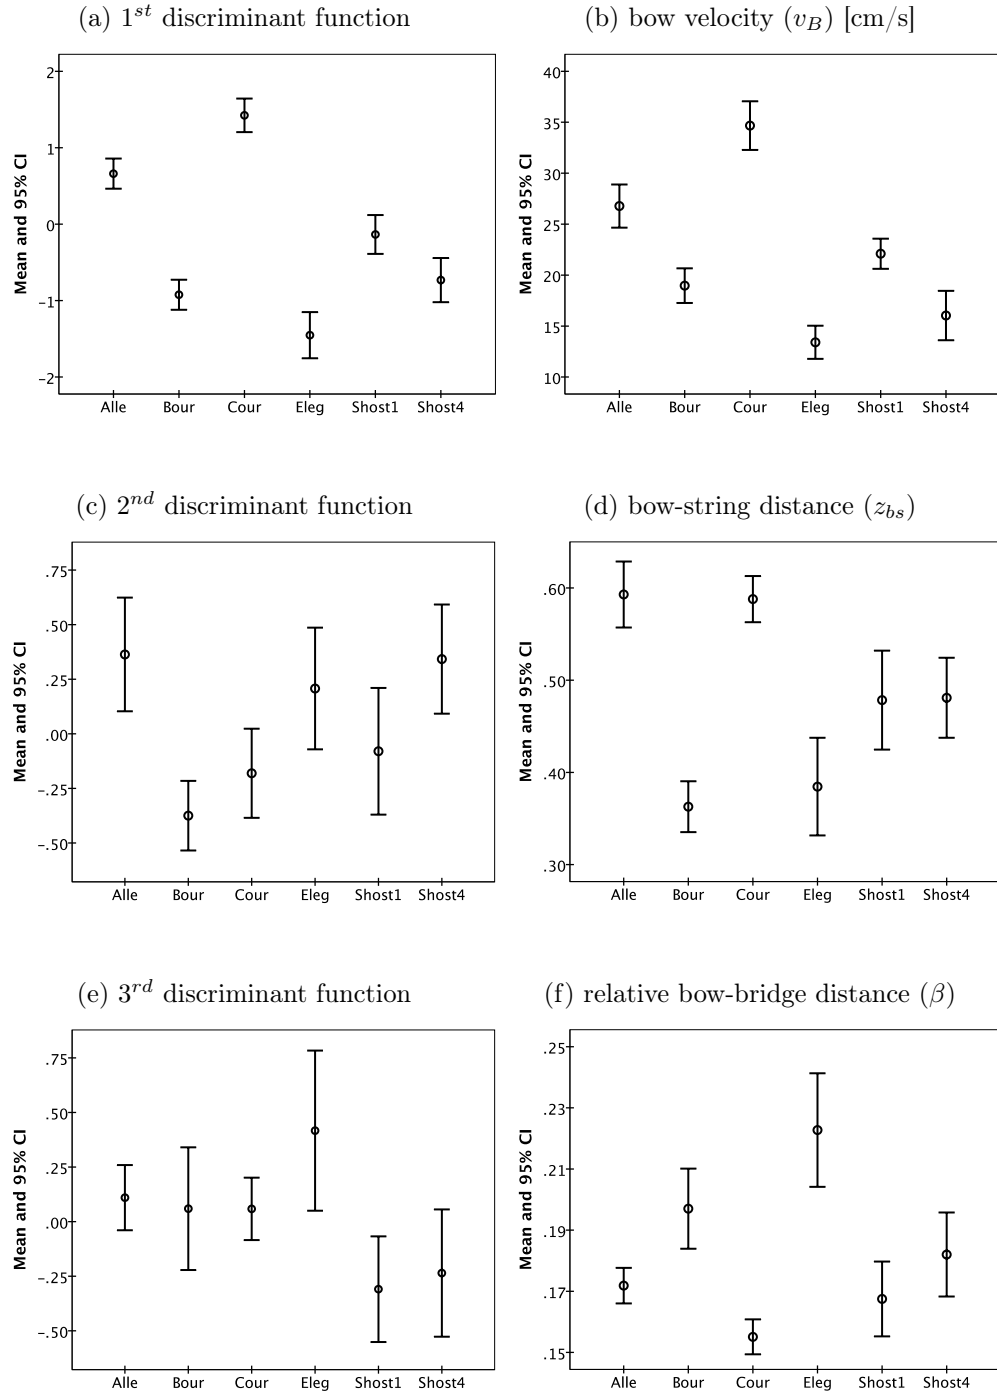 (a) 1st discriminant function
Mean and 95% CI
2
1
0
−1
−2
Alle Bour Cour Eleg Shost1 Shost4
(b) bow velocity (vB) [cm/s]
Mean and 95% CI
40
35
30
25
20
15
10
Alle Bour Cour Eleg Shost1 Shost4
(c) 2nd discriminant function
Mean and 95% CI
.75
.50
.25
.00
−.25
−.50
Alle Bour Cour Eleg Shost1 Shost4
(d) bow-string distance (zbs)
Mean and 95% CI
.60
.50
.40
.30
Alle Bour Cour Eleg Shost1 Shost4
(e) 3rd discriminant function
Mean and 95% CI
.75
.50
.25
.00
−.25
−.50
Alle Bour Cour Eleg Shost1 Shost4
(f) relative bow-bridge distance (β)
Mean and 95% CI
.25
.23
.21
.19
.17
.15
Alle Bour Cour Eleg Shost1 Shost4